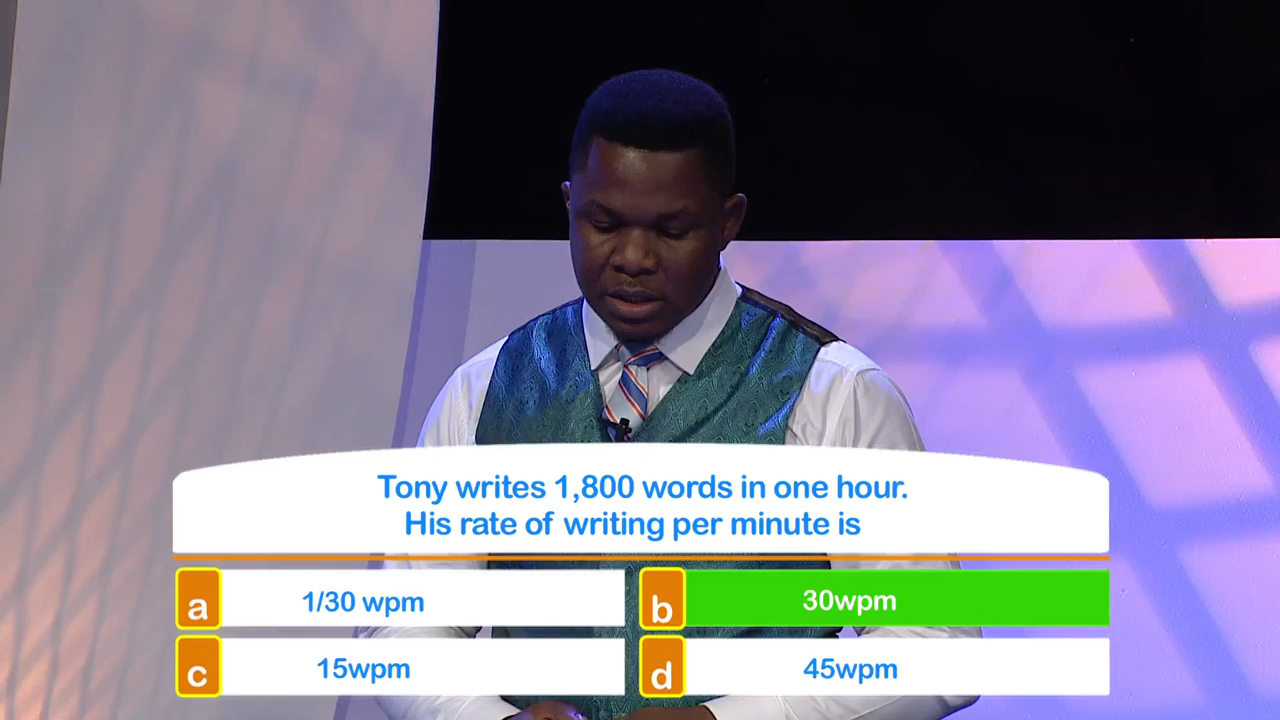 Tony writes 1,800 words in one hour.
His rate of writing per minute is
a 1/30 wpm
b 30wpm
c 15wpm
d 45wpm